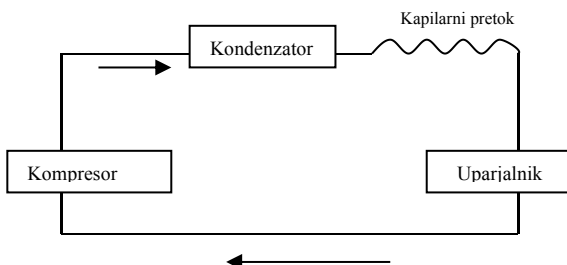 Kapilarni pretok
Kondenzator
Kompresor
Uparjalnik